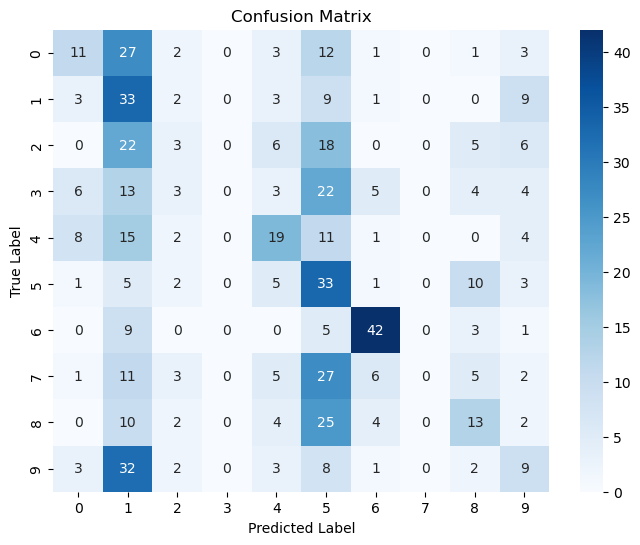 Confusion Matrix
True Label
0 11 27 2 0 3 12 1 0 1 3
1 3 33 2 0 3 9 1 0 0 9
2 0 22 3 0 6 18 0 0 5 6
3 6 13 3 0 3 22 5 0 4 4
4 8 15 2 0 19 11 1 0 0 4
5 1 5 2 0 5 33 1 0 10 3
6 0 9 0 0 0 5 42 0 3 1
7 1 11 3 0 5 27 6 0 5 2
8 0 10 2 0 4 25 4 0 13 2
9 3 32 2 0 3 8 1 0 2 9
0 1 2 3 4 5 6 7 8 9
Predicted Label
40
35
30
25
20
15
10
5
0